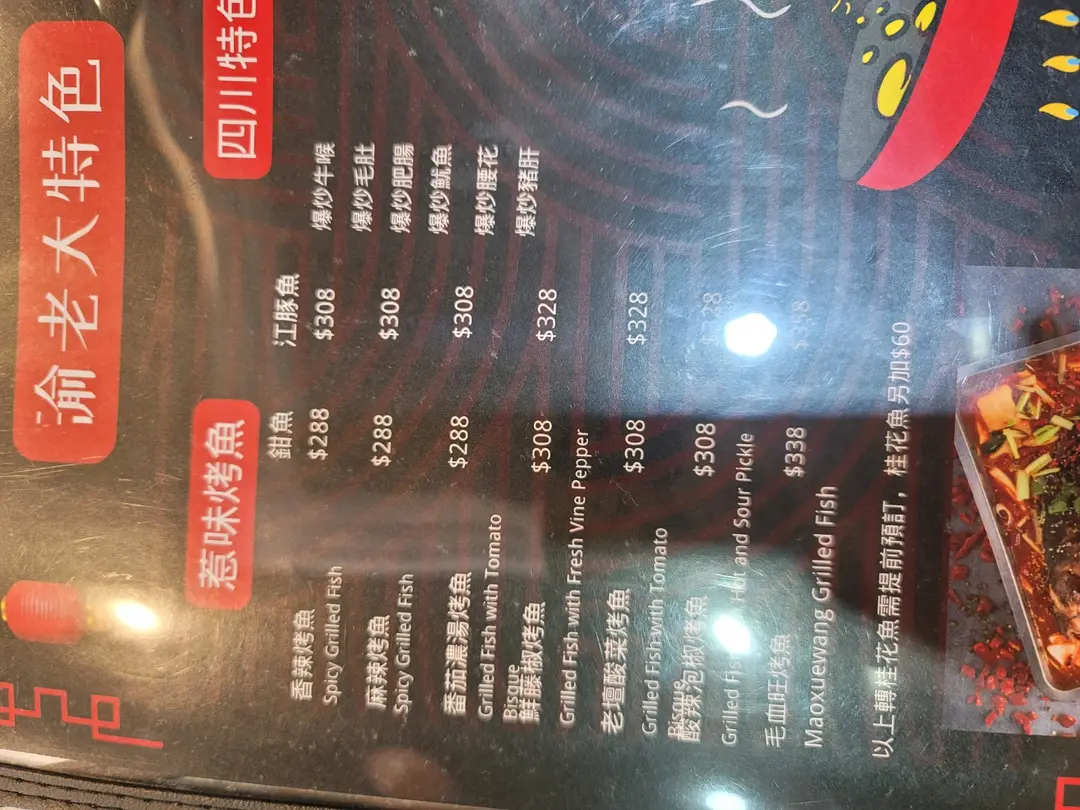 渝老大特色
惹味烤魚
鉗魚 江豚魚
香辣烤魚 $288 $308
Spicy Grilled Fish
麻辣烤魚 $288 $308
Spicy Grilled Fish
番茄濃湯烤魚 $288 $308
Grilled Fish with Tomato
Bisque
鮮藤椒烤魚 $308 $328
Grilled Fish with Fresh Vine Pepper
老壇酸菜烤魚 $308 $328
Grilled Fish with Tomato
Bisque
酸辣泡椒烤魚 $308 $328
Grilled Fish Hot and Sour Pickle
毛血旺烤魚 $338
Maoxuewang Grilled Fish
以上轉桂花魚需提前預訂，桂花魚另加$60
四川特色
爆炒牛喉
爆炒毛肚
爆炒肥腸
爆炒魷魚
爆炒腰花
爆炒豬肝